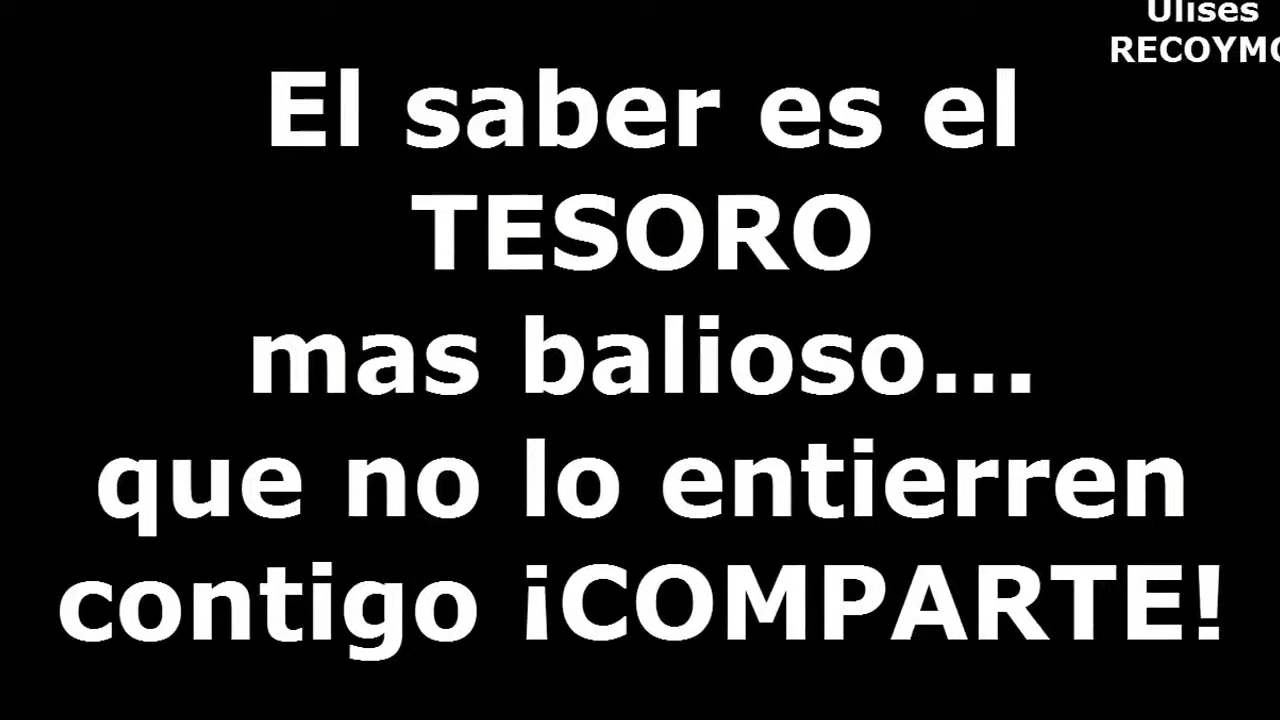 Ulises
El saber es el
TESORO
mas balioso...
que no lo entierren
contigo ¡COMPARTE!